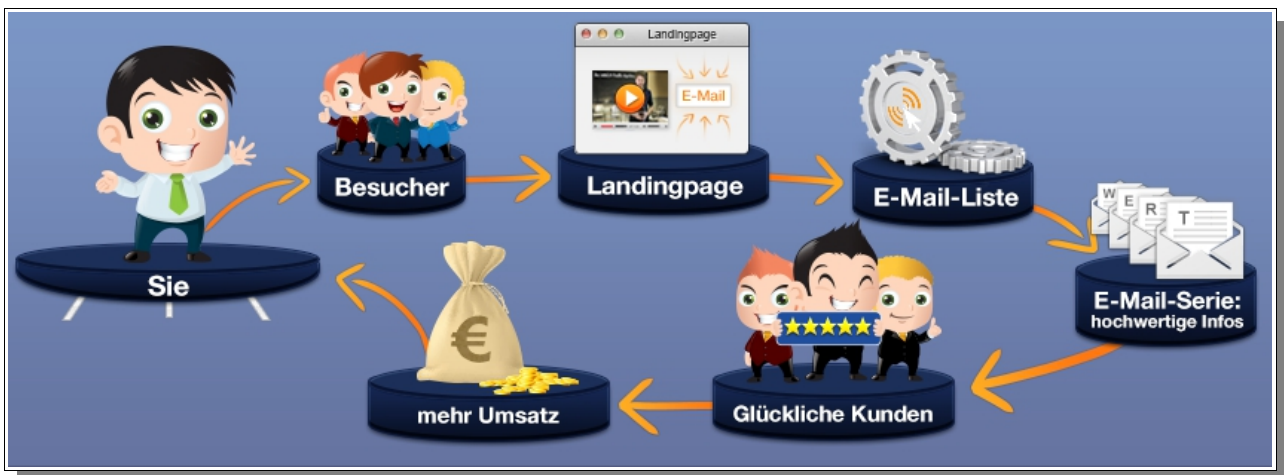 Landingpage
E-Mail
Besucher
Landingpage
E-Mail-Liste
W
E
R
T
Sie
E-Mail-Serie:
hochwertige Infos
€
Glückliche Kunden
mehr Umsatz